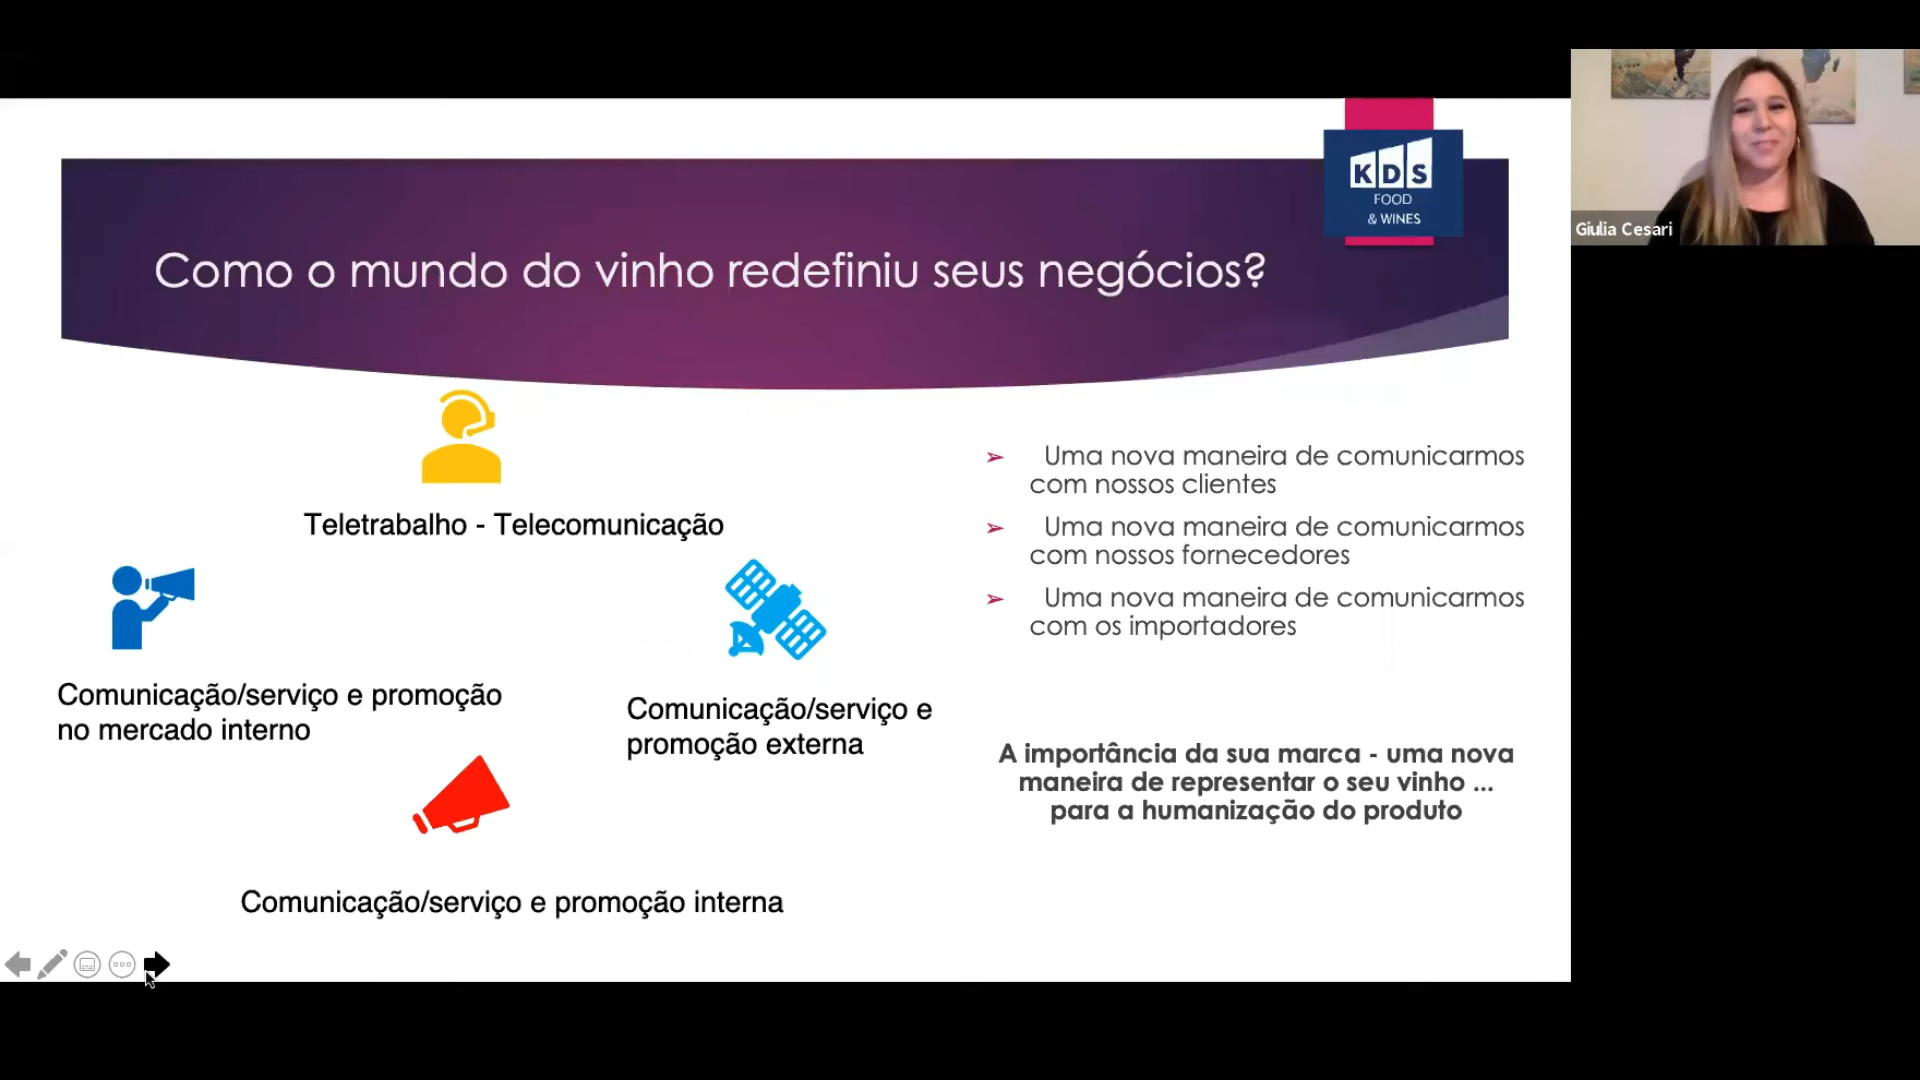 KDS
FOOD
& WINES
Giulia Cesari
Como o mundo do vinho redefiniu seus negócios?
Teletrabalho - Telecomunicação
Comunicação/serviço e promoção
no mercado interno
Comunicação/serviço e
promoção externa
Comunicação/serviço e promoção interna
➢ Uma nova maneira de comunicarmos
com nossos clientes
➢ Uma nova maneira de comunicarmos
com nossos fornecedores
➢ Uma nova maneira de comunicarmos
com os importadores
A importância da sua marca - uma nova
maneira de representar o seu vinho ...
para a humanização do produto